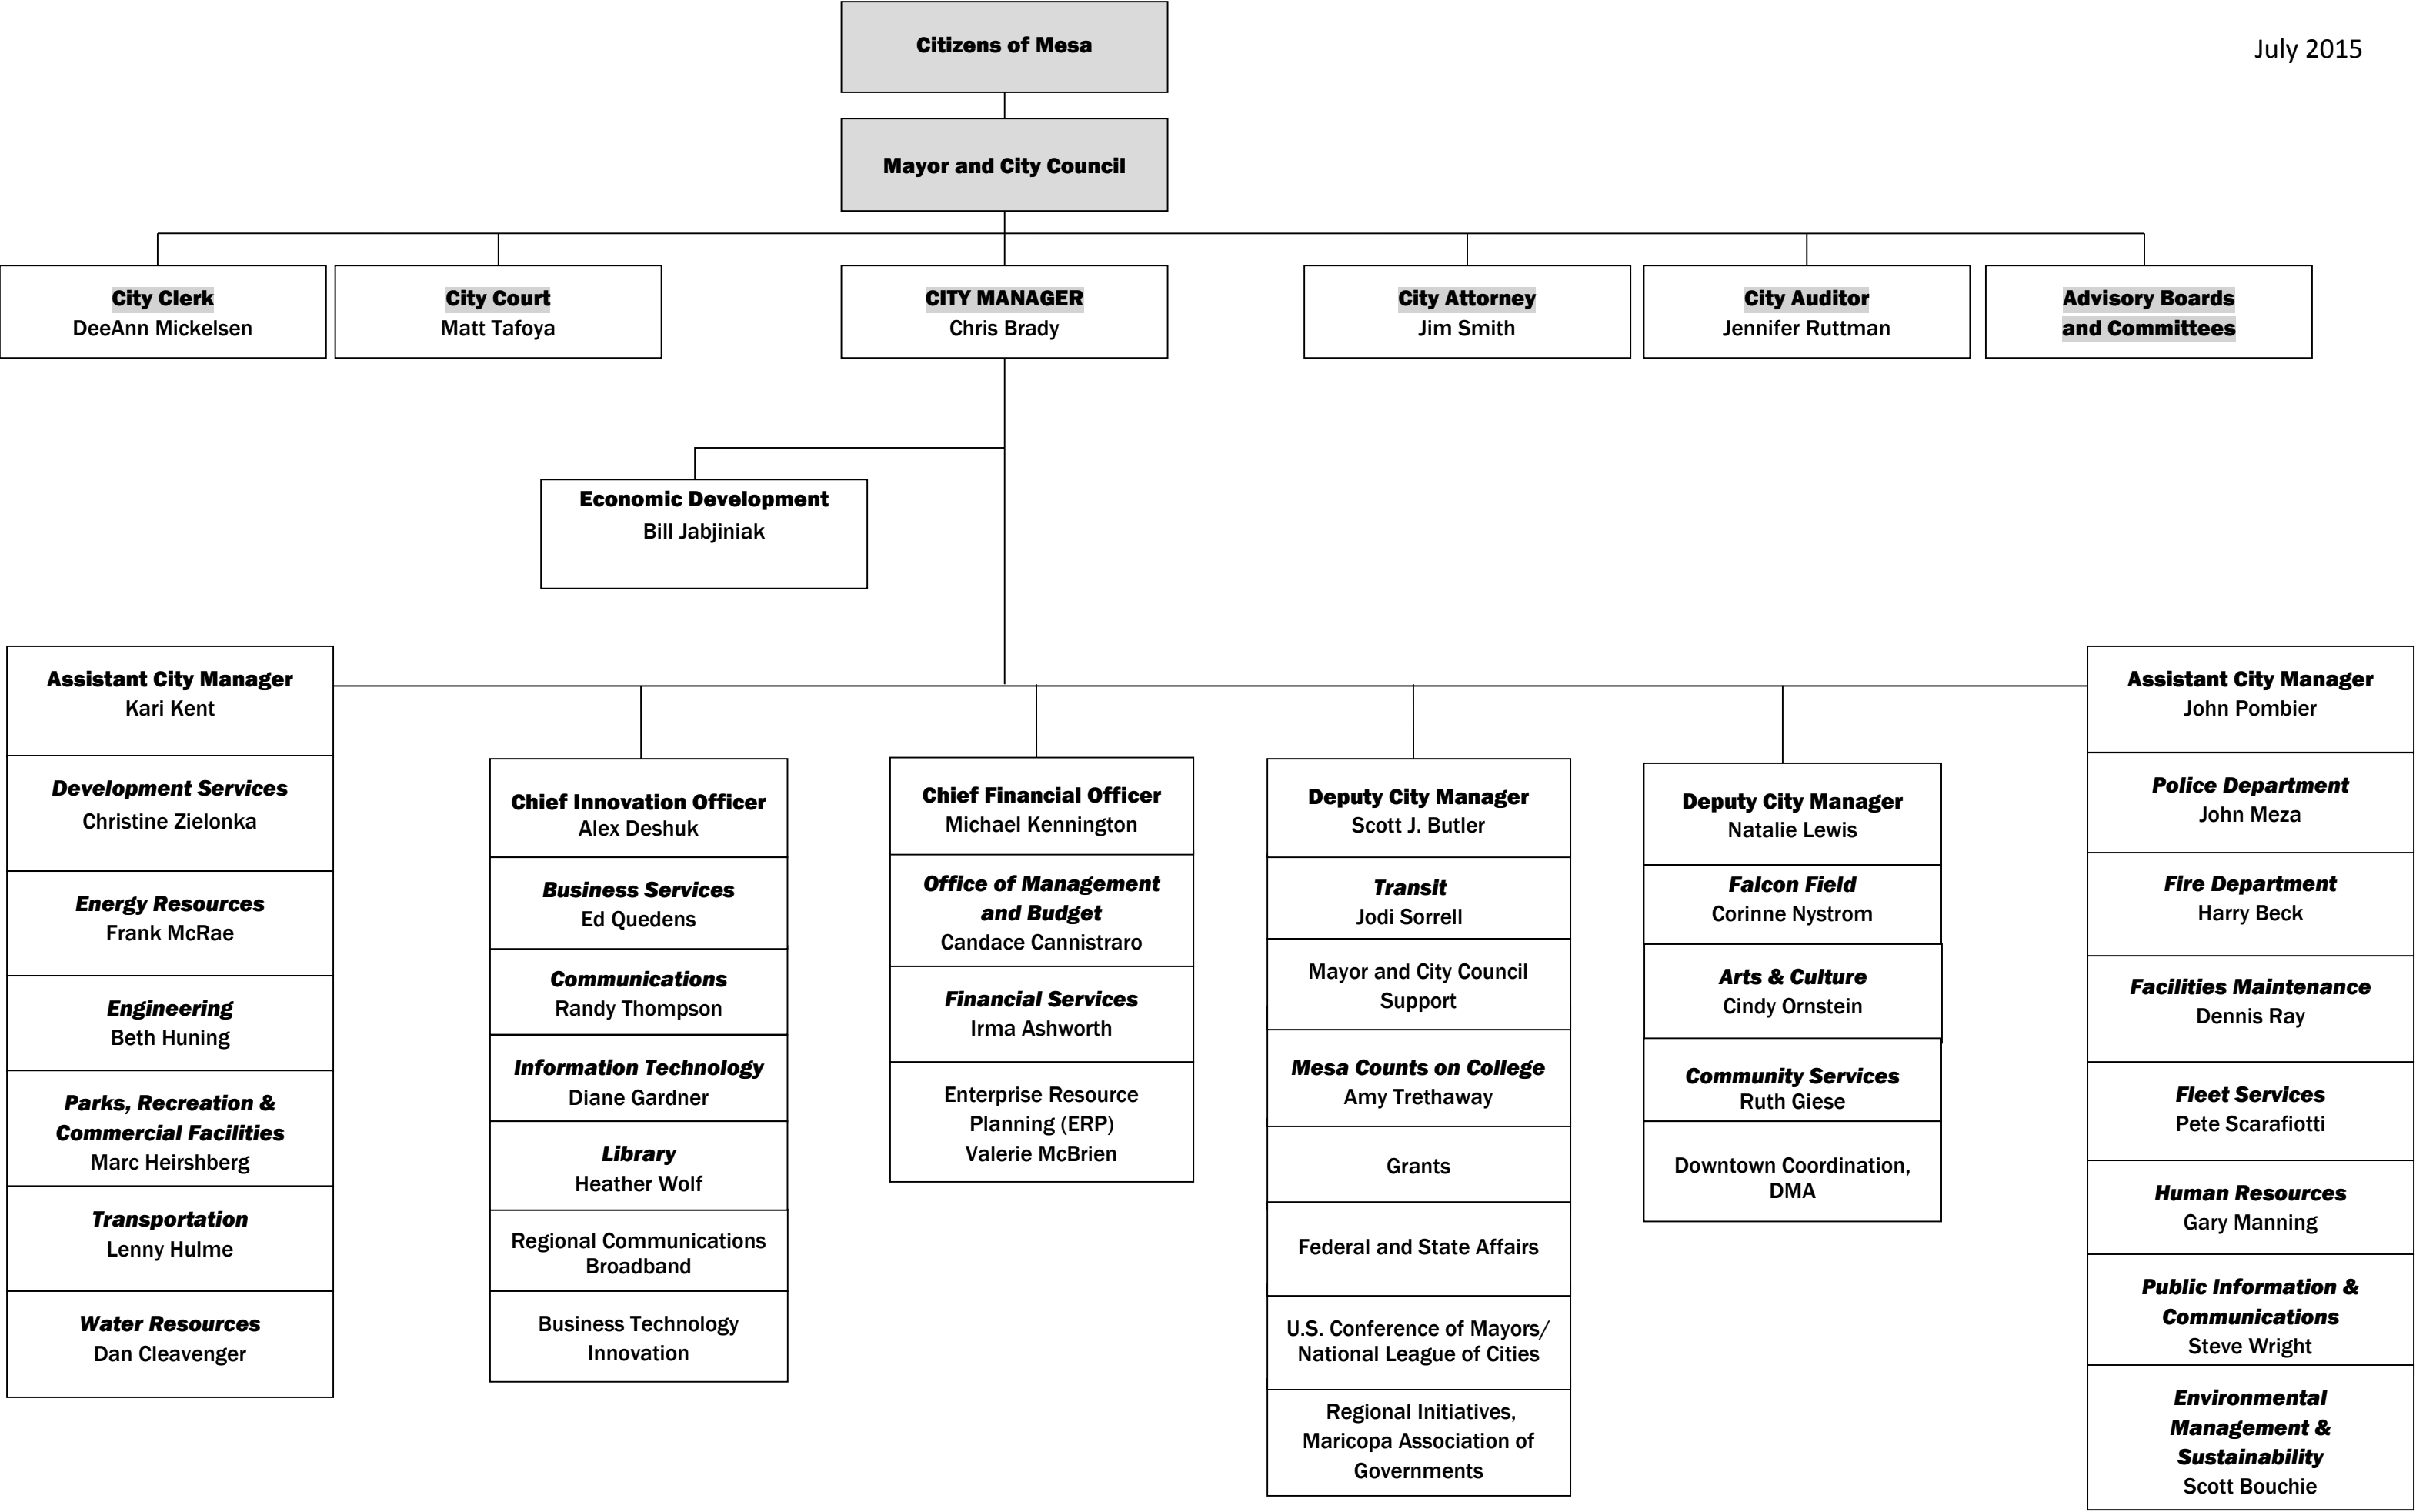 Citizens of Mesa
July 2015
Mayor and City Council
City Clerk
DeeAnn Mickelsen
City Court
Matt Tafoya
CITY MANAGER
Chris Brady
City Attorney
Jim Smith
City Auditor
Jennifer Ruttman
Advisory Boards
and Committees
Economic Development
Bill Jabjiniak
Assistant City Manager
Kari Kent
Development Services
Christine Zielonka
Energy Resources
Frank McRae
Engineering
Beth Huning
Parks, Recreation &
Commercial Facilities
Marc Heirshberg
Transportation
Lenny Hulme
Water Resources
Dan Cleavenger
Chief Innovation Officer
Alex Deshuk
Business Services
Ed Quedens
Communications
Randy Thompson
Information Technology
Diane Gardner
Library
Heather Wolf
Regional Communications
Broadband
Business Technology
Innovation
Chief Financial Officer
Michael Kennington
Office of Management
and Budget
Candace Cannistraro
Financial Services
Irma Ashworth
Enterprise Resource
Planning (ERP)
Valerie McBrien
Deputy City Manager
Scott J. Butler
Transit
Jodi Sorrell
Mayor and City Council
Support
Mesa Counts on College
Amy Trethaway
Grants
Federal and State Affairs
U.S. Conference of Mayors/
National League of Cities
Regional Initiatives,
Maricopa Association of
Governments
Deputy City Manager
Natalie Lewis
Falcon Field
Corinne Nystrom
Arts & Culture
Cindy Ornstein
Community Services
Ruth Giese
Downtown Coordination,
DMA
Assistant City Manager
John Pombier
Police Department
John Meza
Fire Department
Harry Beck
Facilities Maintenance
Dennis Ray
Fleet Services
Pete Scarafiotti
Human Resources
Gary Manning
Public Information &
Communications
Steve Wright
Environmental
Management &
Sustainability
Scott Bouchie